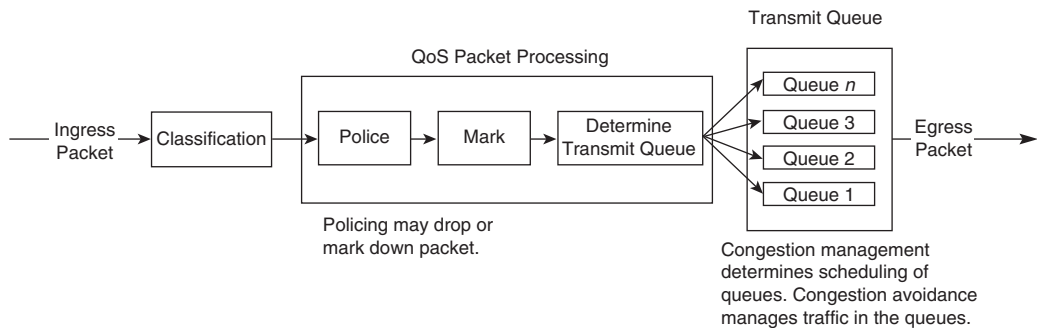 Transmit Queue
QoS Packet Processing
Ingress
Packet
Classification
Police
Mark
Determine
Transmit Queue
Queue n
Queue 3
Queue 2
Queue 1
Egress
Packet
Policing may drop or
mark down packet.
Congestion management
determines scheduling of
queues. Congestion avoidance
manages traffic in the queues.